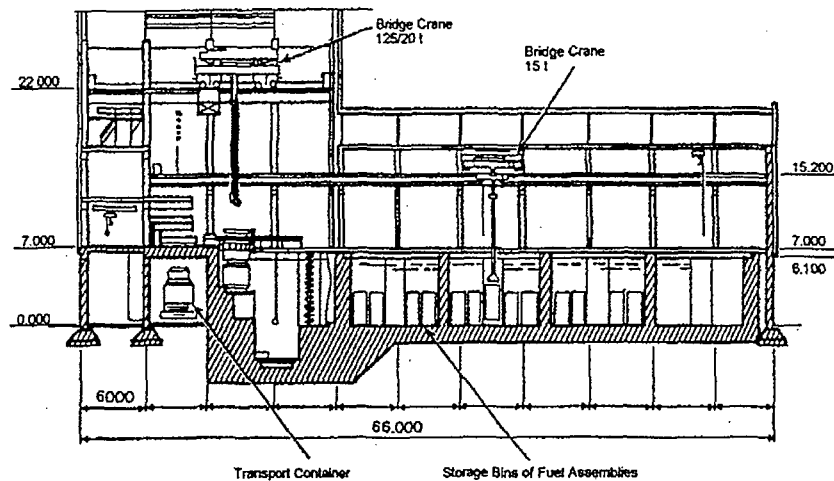 Bridge Crane
125/20 t
Bridge Crane
15 t
22.000
15.200
7.000
7.000
6.100
0.000
6000
66.000
Transport Container
Storage Bins of Fuel Assemblies